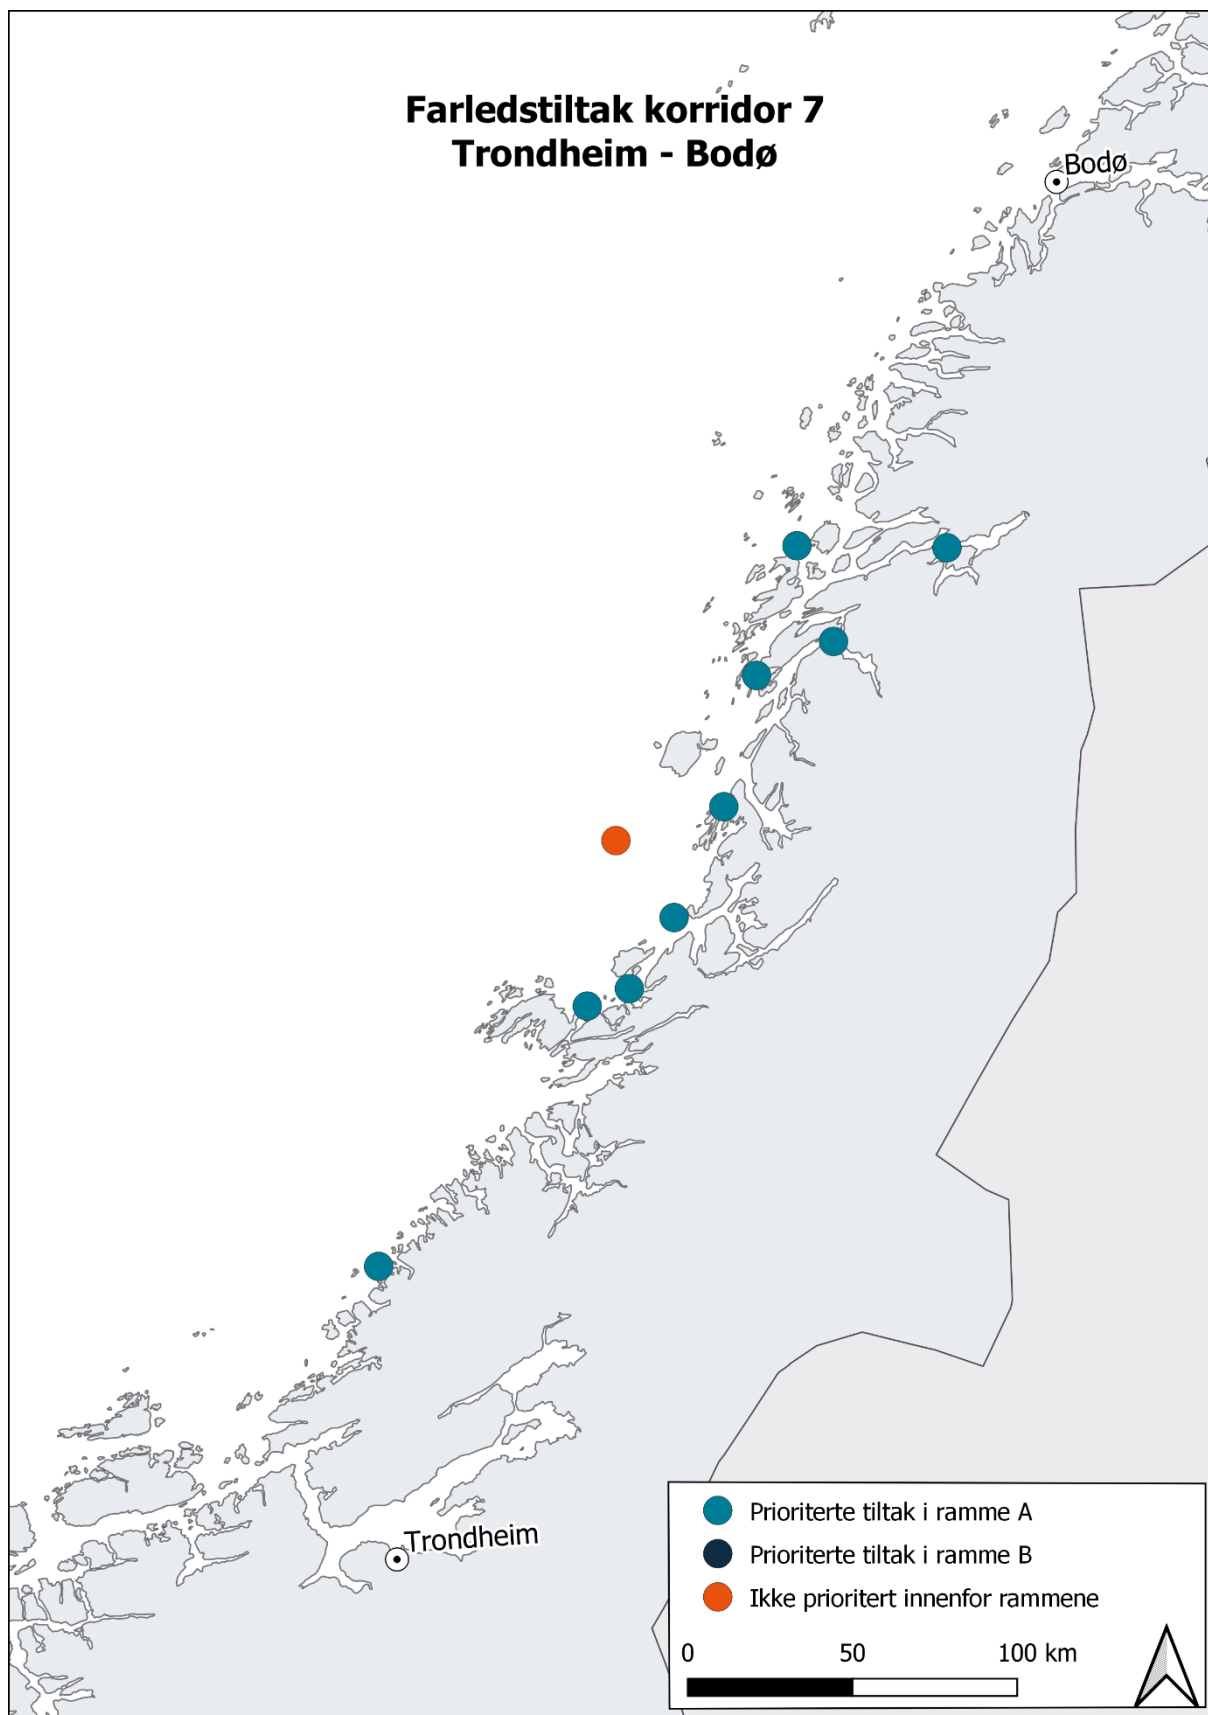 Farledstiltak korridor 7
Trondheim - Bodø
Bodø
Trondheim
Prioriterte tiltak i ramme A
Prioriterte tiltak i ramme B
Ikke prioritert innenfor rammene
0 50 100 km